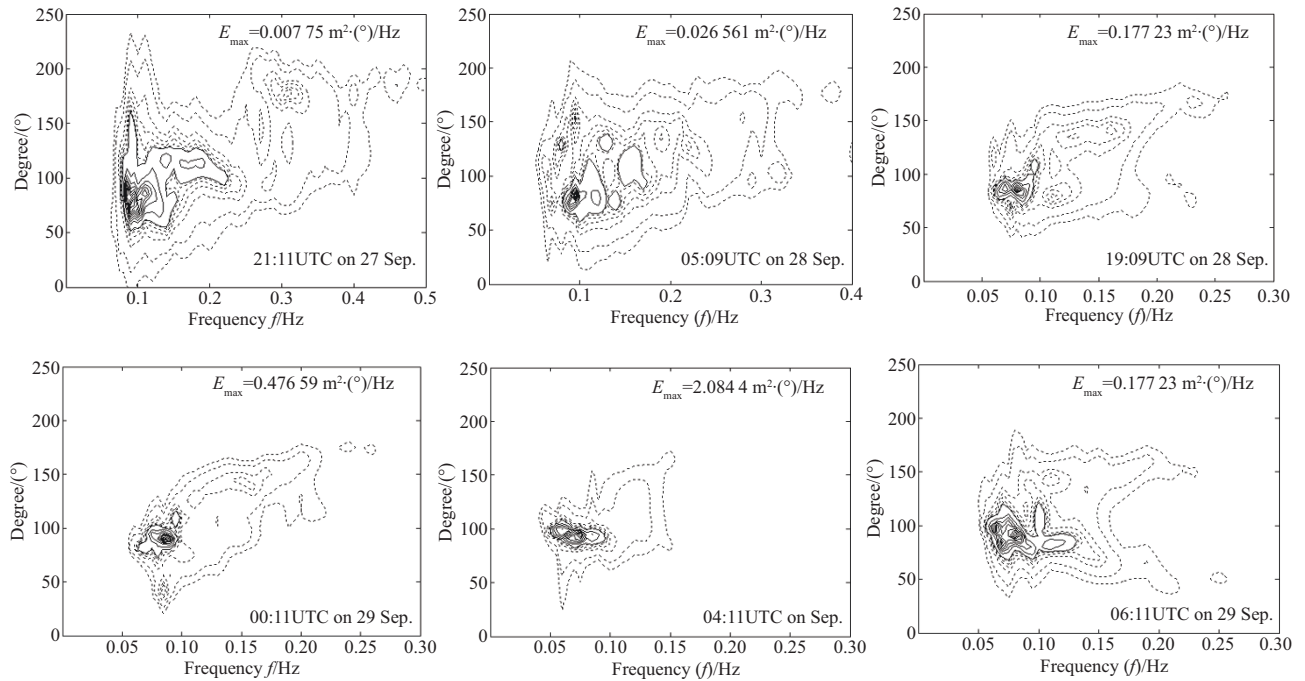 E_max=0.007 75 m²·(°)/Hz
250
200
150
100
50
0
Degree/(°)
21:11UTC on 27 Sep.
0.1
0.2
0.3
0.4
0.5
Frequency f/Hz
E_max=0.026 561 m²·(°)/Hz
250
200
150
100
50
0
Degree/(°)
05:09UTC on 28 Sep.
0.1
0.2
0.3
0.4
Frequency (f)/Hz
E_max=0.177 23 m²·(°)/Hz
250
200
150
100
50
0
Degree/(°)
19:09UTC on 28 Sep.
0.05
0.10
0.15
0.20
0.25
0.30
Frequency (f)/Hz
E_max=0.476 59 m²·(°)/Hz
250
200
150
100
50
0
Degree/(°)
00:11UTC on 29 Sep.
0.05
0.10
0.15
0.20
0.25
0.30
Frequency f/Hz
E_max=2.084 4 m²·(°)/Hz
250
200
150
100
50
0
Degree/(°)
04:11UTC on Sep.
0.05
0.10
0.15
0.20
0.25
0.30
Frequency (f)/Hz
E_max=0.177 23 m²·(°)/Hz
250
200
150
100
50
0
Degree/(°)
06:11UTC on 29 Sep.
0.05
0.10
0.15
0.20
0.25
0.30
Frequency (f)/Hz